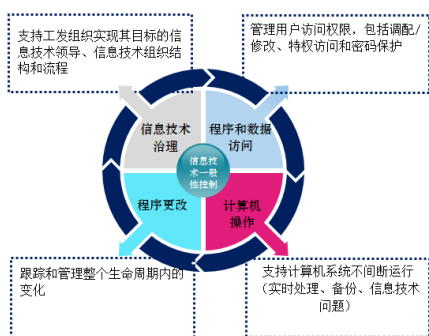 支持工发组织实现其目标的信
息技术领导、信息技术组织结
构和流程
管理用户访问权限，包括调配/
修改、特权访问和密码保护
信息技术
治理
程序和数据
访问
信息技
术一般
性控制
程序更改
计算机
操作
跟踪和管理整个生命周期内的
变化
支持计算机系统不间断运行
（实时处理、备份、信息技术
问题）